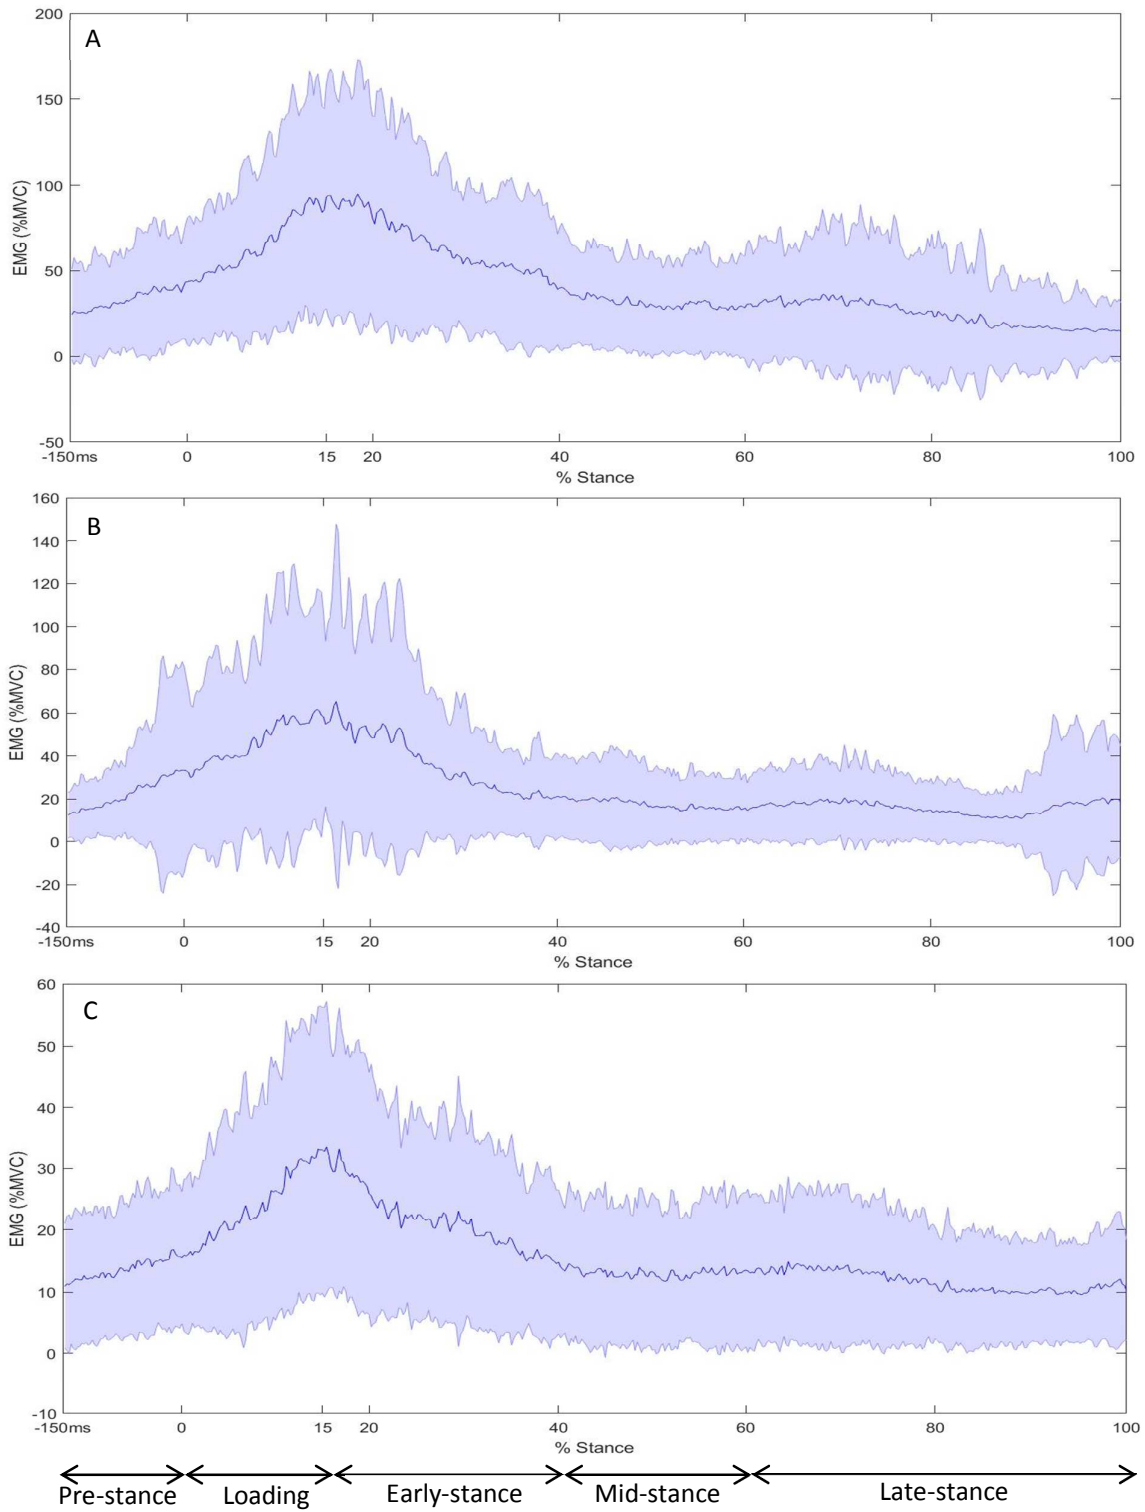 200
A
150
100
50
0
-50
EMG (%MVC)
-150ms 0 15 20 40 60 80 100
% Stance
160
B
140
120
100
80
60
40
20
0
-20
-40
EMG (%MVC)
-150ms 0 15 20 40 60 80 100
% Stance
60
C
50
40
30
20
10
0
-10
EMG (%MVC)
-150ms 0 15 20 40 60 80 100
% Stance
Pre-stance Loading Early-stance Mid-stance Late-stance